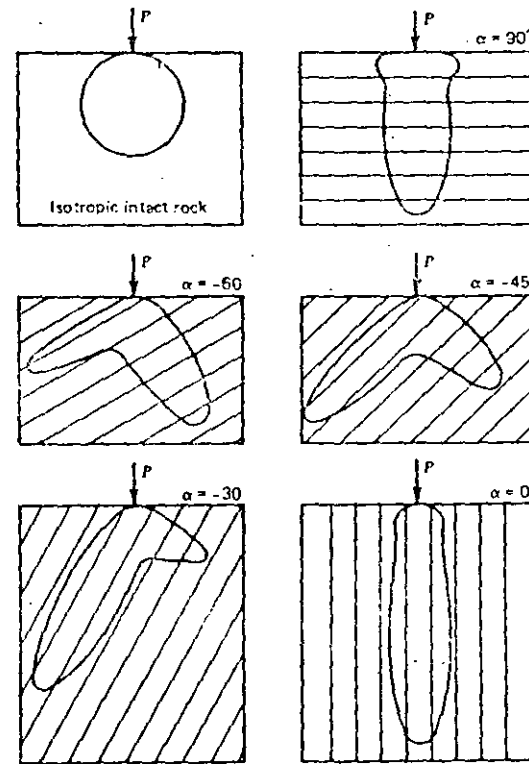 P
P
α = 90°
Isotropic intact rock
P
α = -60
P
α = -45
P
α = -30
P
α = 0